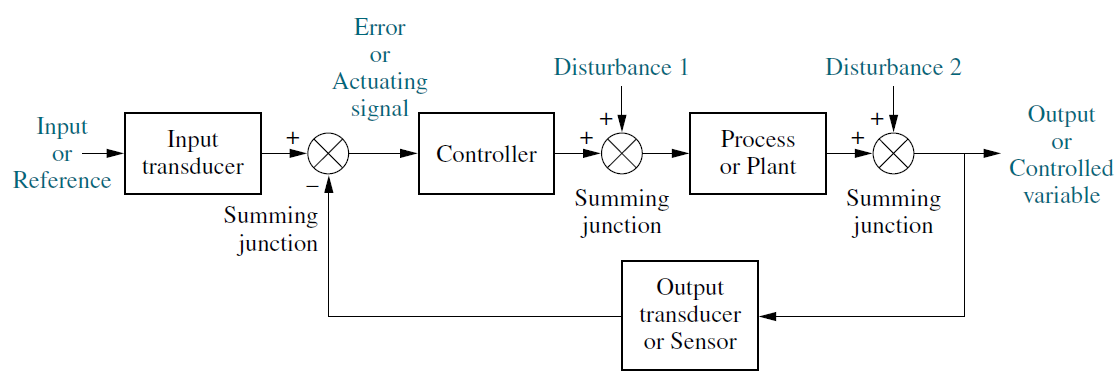 Error
or
Actuating
signal
Disturbance 1
Disturbance 2
Input
or
Reference
Input
transducer
+
−
Summing
junction
Controller
+
+
Summing
junction
Process
or Plant
+
+
Summing
junction
Output
or
Controlled
variable
Output
transducer
or Sensor